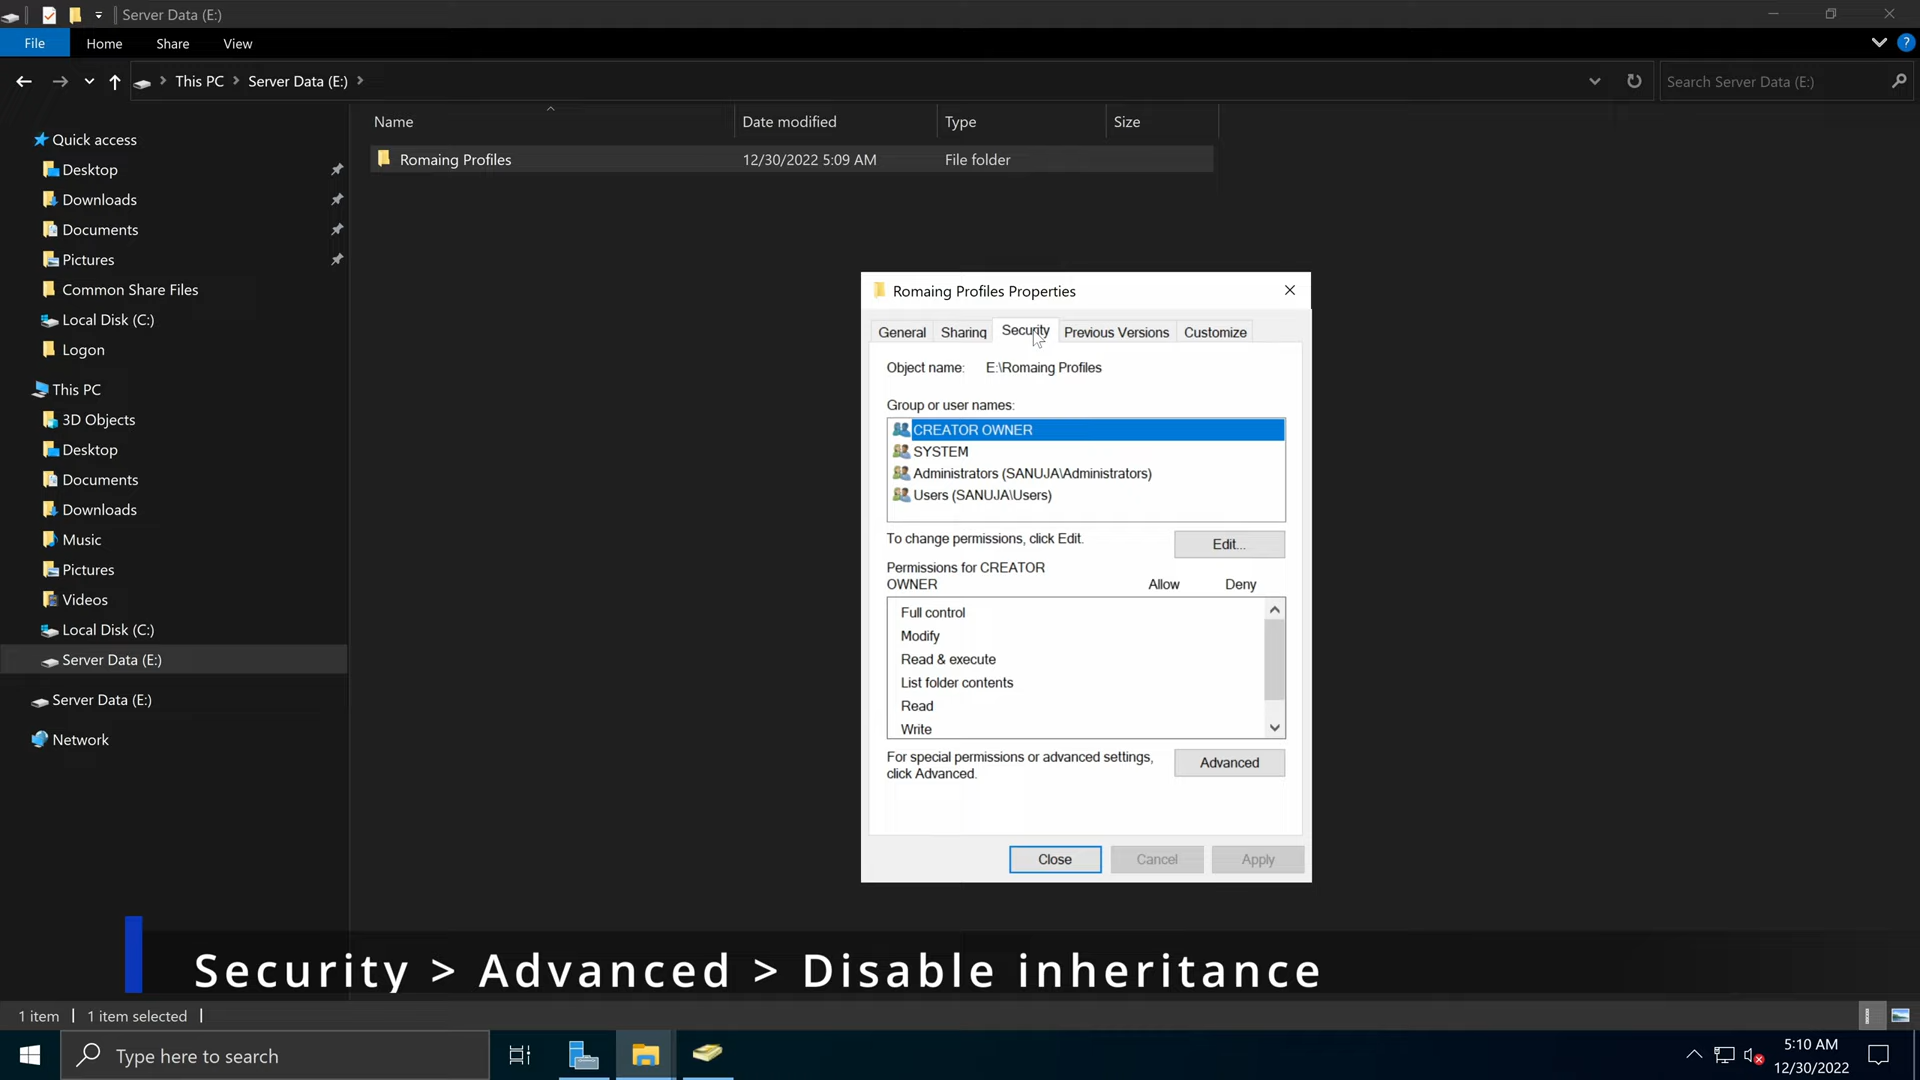 Server Data (E:)
File
Home
Share
View
This PC
Server Data (E:)
Search Server Data (E:)
Name
Date modified
Type
Size
Romaing Profiles
12/30/2022 5:09 AM
File folder
Quick access
Desktop
Downloads
Documents
Pictures
Common Share Files
Local Disk (C:)
Logon
This PC
3D Objects
Desktop
Documents
Downloads
Music
Pictures
Videos
Local Disk (C:)
Server Data (E:)
Server Data (E:)
Network
Romaing Profiles Properties
General
Sharing
Security
Previous Versions
Customize
Object name: E:\Romaing Profiles
Group or user names:
CREATOR OWNER
SYSTEM
Administrators (SANUJA\Administrators)
Users (SANUJA\Users)
To change permissions, click Edit.
Edit...
Permissions for CREATOR
OWNER
Allow
Deny
Full control
Modify
Read & execute
List folder contents
Read
Write
For special permissions or advanced settings,
click Advanced.
Advanced
Close
Cancel
Apply
Security > Advanced > Disable inheritance
1 item
1 item selected
Type here to search
5:10 AM
12/30/2022